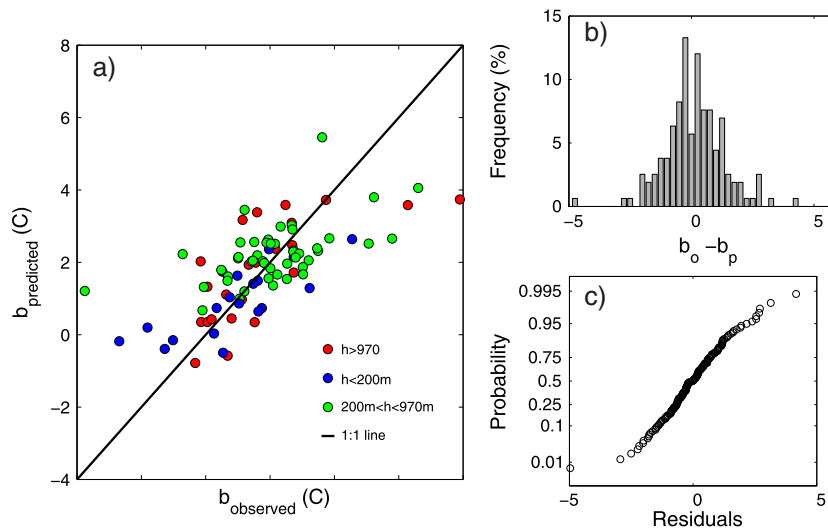 a)
8
6
4
2
0
−2
−4
b_predicted (C)
h>970
h<200m
200m<h<970m
1:1 line
b_observed (C)
b)
15
10
5
0
Frequency (%)
−5
0
5
b_o −b_p
c)
0.995
0.95
0.75
0.5
0.25
0.1
0.01
Probability
−5
0
5
Residuals